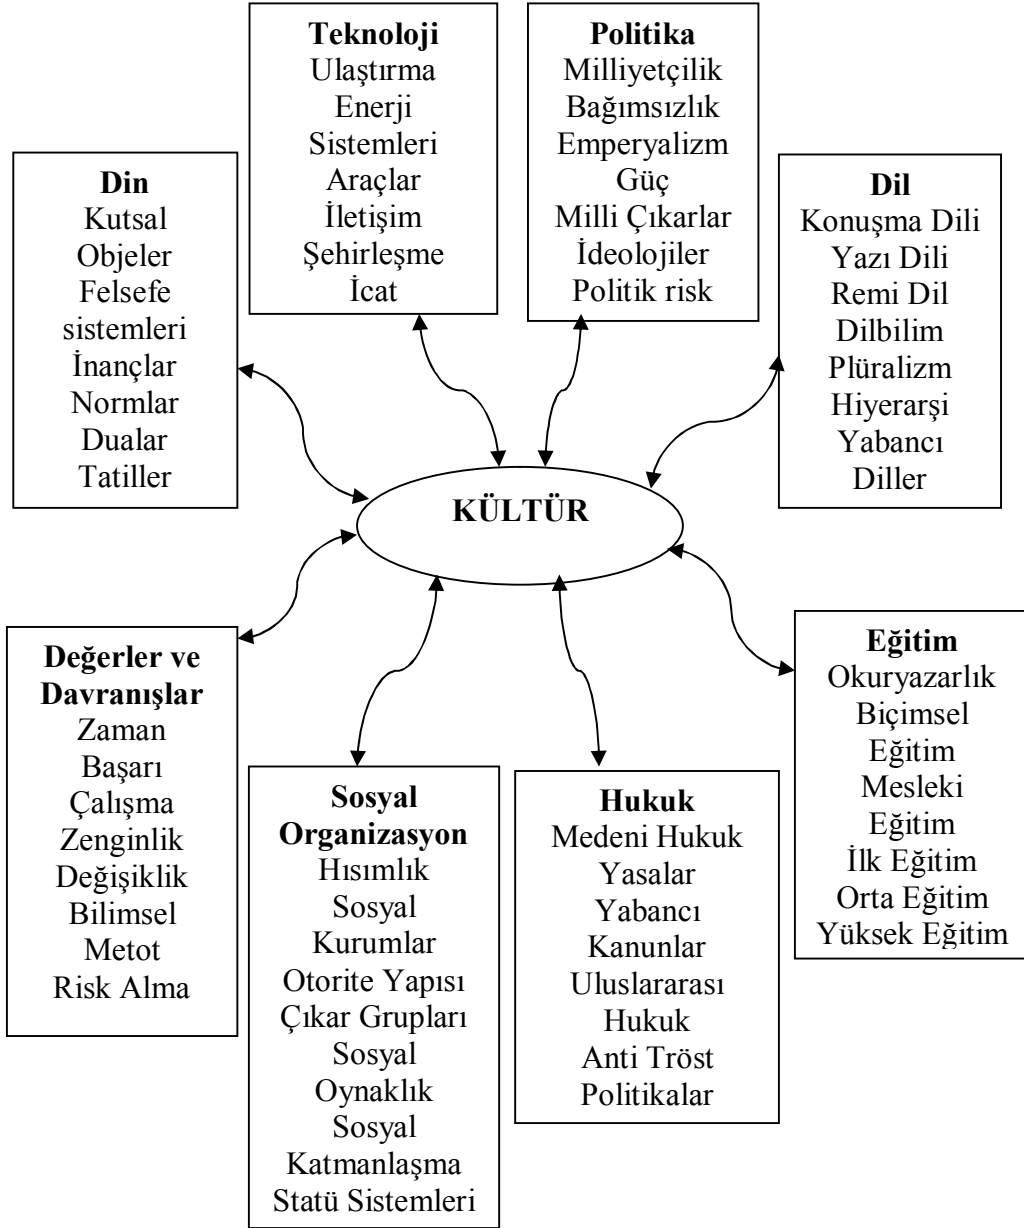 Teknoloji
Ulaştırma
Enerji
Sistemleri
Araçlar
İletişim
Şehirleşme
İcat
Politika
Milliyetçilik
Bağımsızlık
Emperyalizm
Güç
Milli Çıkarlar
İdeolojiler
Politik risk
Din
Kutsal
Objeler
Felsefe
sistemleri
İnançlar
Normlar
Dualar
Tatiller
Dil
Konuşma Dili
Yazı Dili
Remi Dil
Dilbilim
Plüralizm
Hiyerarşi
Yabancı
Diller
KÜLTÜR
Değerler ve
Davranışlar
Zaman
Başarı
Çalışma
Zenginlik
Değişiklik
Bilimsel
Metot
Risk Alma
Sosyal
Organizasyon
Hısımlık
Sosyal
Kurumlar
Otorite Yapısı
Çıkar Grupları
Sosyal
Oynaklık
Sosyal
Katmanlaşma
Statü Sistemleri
Hukuk
Medeni Hukuk
Yasalar
Yabancı
Kanunlar
Uluslararası
Hukuk
Anti Tröst
Politikalar
Eğitim
Okuryazarlık
Biçimsel
Eğitim
Mesleki
Eğitim
İlk Eğitim
Orta Eğitim
Yüksek Eğitim